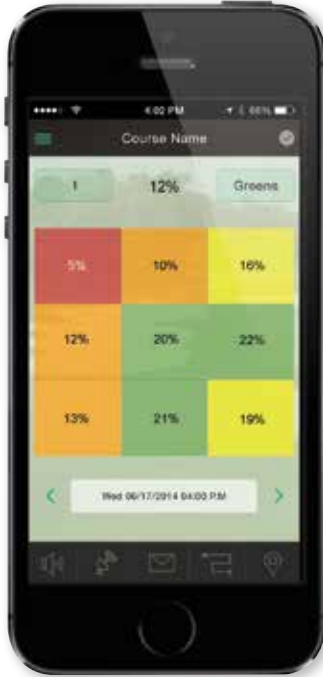 4:02 PM 66%
Course Name
1 12% Greens
5% 10% 16%
12% 20% 22%
13% 21% 19%
Wed 06/17/2014 04:00 PM